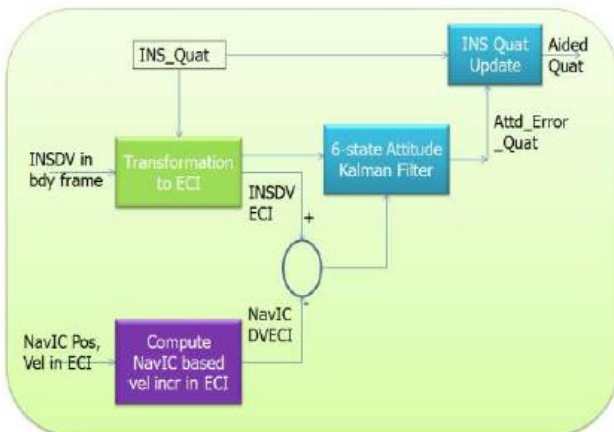 INS_Quat
INS Quat
Update
Aided
Quat
Attd_Error
_Quat
INSDV in
bdy frame
Transformation
to ECI
6-state Attitude
Kalman Filter
INSDV
ECI
+
-
NavIC
DVECI
NavIC Pos,
Vel in ECI
Compute
NavIC based
vel incr in ECI